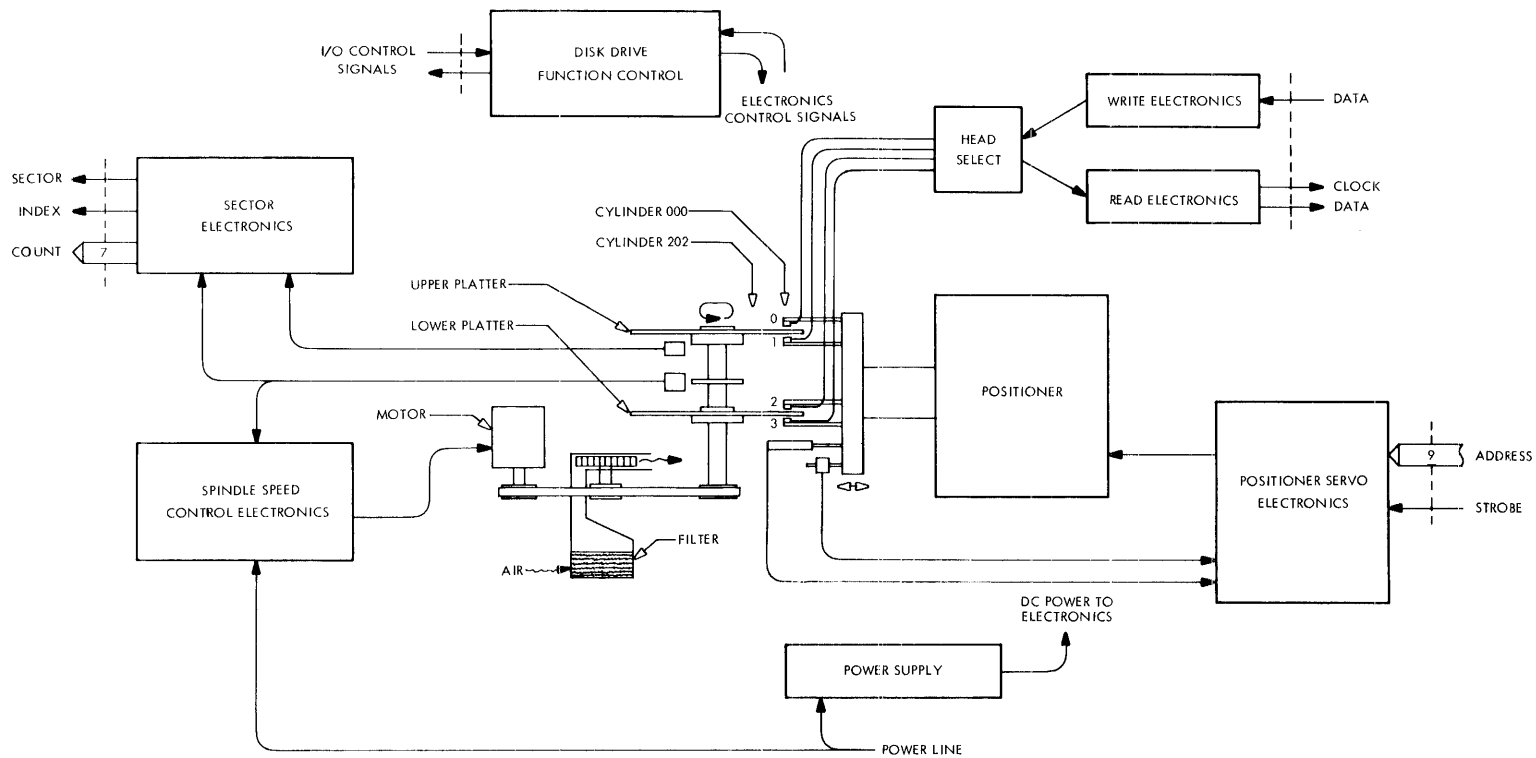 I/O CONTROL
SIGNALS
DISK DRIVE
FUNCTION CONTROL
ELECTRONICS
CONTROL SIGNALS
WRITE ELECTRONICS
DATA
HEAD
SELECT
READ ELECTRONICS
CLOCK
DATA
SECTOR
INDEX
COUNT
7
SECTOR
ELECTRONICS
CYLINDER 000
CYLINDER 202
UPPER PLATTER
LOWER PLATTER
0
1
2
3
MOTOR
POSITIONER
POSITIONER SERVO
ELECTRONICS
9
ADDRESS
STROBE
SPINDLE SPEED
CONTROL ELECTRONICS
FILTER
AIR
DC POWER TO
ELECTRONICS
POWER SUPPLY
POWER LINE